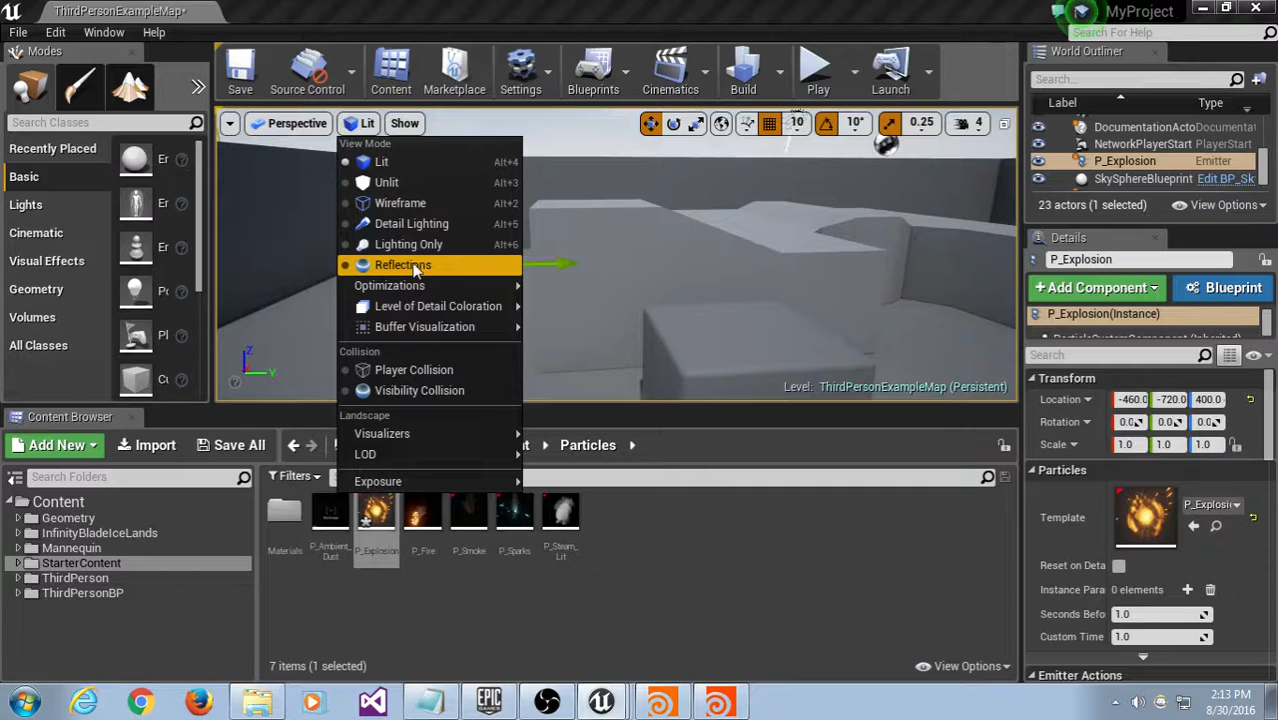 ThirdPersonExampleMap*
MyProject
File
Edit
Window
Help
Search For Help
Modes
Search Classes
Recently Placed
Basic
Lights
Cinematic
Visual Effects
Geometry
Volumes
All Classes
Save
Source Control
Content
Marketplace
Settings
Blueprints
Cinematics
Build
Play
Launch
Perspective
Lit
Show
10
10°
0.25
4
View Mode
Lit Alt+4
Unlit Alt+3
Wireframe Alt+2
Detail Lighting Alt+5
Lighting Only Alt+6
Reflections
Optimizations
Level of Detail Coloration
Buffer Visualization
Collision
Player Collision
Visibility Collision
Landscape
Visualizers
LOD
Exposure
Z
Y
Level: ThirdPersonExampleMap (Persistent)
World Outliner
Search...
Label Type
DocumentationActo Documentat
NetworkPlayerStart PlayerStart
P_Explosion Emitter
SkySphereBlueprint Edit BP_Sk
23 actors (1 selected)
View Options
Details
P_Explosion
Add Component
Blueprint
P_Explosion(Instance)
Search
Transform
Location -460.0 -720.0 400.0
Rotation 0.0 0.0 0.0
Scale 1.0 1.0 1.0
Particles
Template
P_Explosion
Reset on Deta
Instance Para 0 elements
Seconds Befo 1.0
Custom Time 1.0
Emitter Actions
Content Browser
Add New
Import
Save All
Particles
Search Folders
Filters
Content
Geometry
InfinityBladeIceLands
Mannequin
StarterContent
ThirdPerson
ThirdPersonBP
Materials
P_Ambient_
Dust
P_Explosion
P_Fire
P_Smoke
P_Sparks
P_Steam_
Lit
7 items (1 selected)
View Options
EPIC
GAMES
2:13 PM
8/30/2016